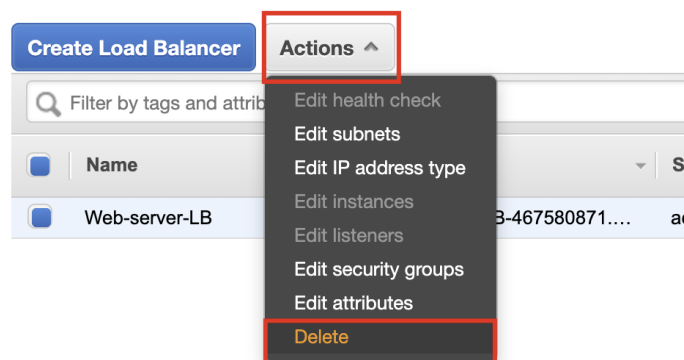 Create Load Balancer
Actions
Filter by tags and attrib
Edit health check
Edit subnets
Name
Edit IP address type
Edit instances
Web-server-LB
B-467580871....
Edit listeners
Edit security groups
Edit attributes
Delete